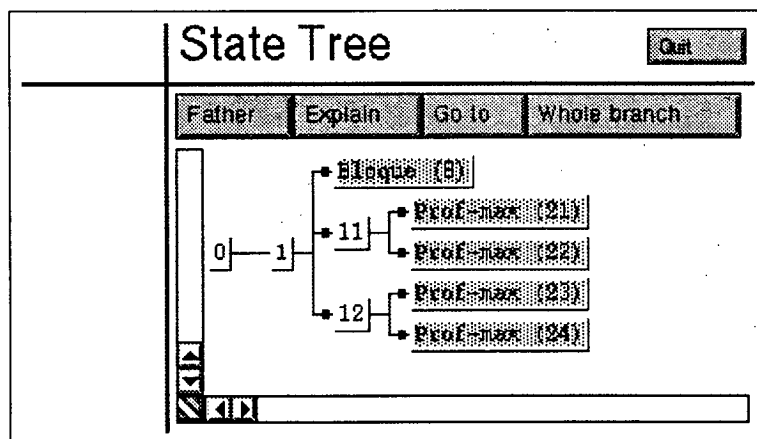 State Tree
Quit
Father Explain Go to Whole branch
Bloque (8)
0 1 11 Prof-max (21)
Prof-max (22)
12 Prof-max (23)
Prof-max (24)